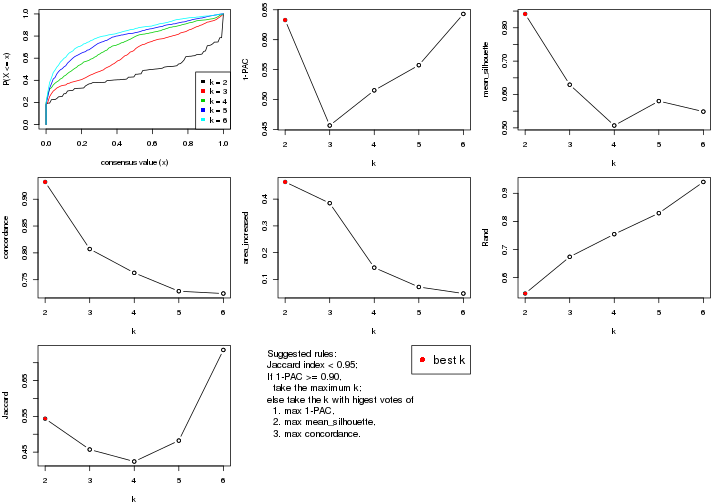 P(X <= x)
0.0 0.2 0.4 0.6 0.8 1.0
k = 2
k = 3
k = 4
k = 5
k = 6
0.0 0.2 0.4 0.6 0.8 1.0
consensus value (x)
1-PAC
0.45 0.50 0.55 0.60 0.65
2 3 4 5 6
k
mean_silhouette
0.50 0.60 0.70 0.80
2 3 4 5 6
k
concordance
0.75 0.80 0.85 0.90
2 3 4 5 6
k
area_increased
0.1 0.2 0.3 0.4
2 3 4 5 6
k
Rand
0.6 0.7 0.8 0.9
2 3 4 5 6
k
Jaccard
0.45 0.55 0.65
2 3 4 5 6
k
Suggested rules:
Jaccard index < 0.95;
If 1-PAC >= 0.90,
take the maximum k;
else take the k with higest votes of
1. max 1-PAC,
2. max mean_silhouette,
3. max concordance.
best k